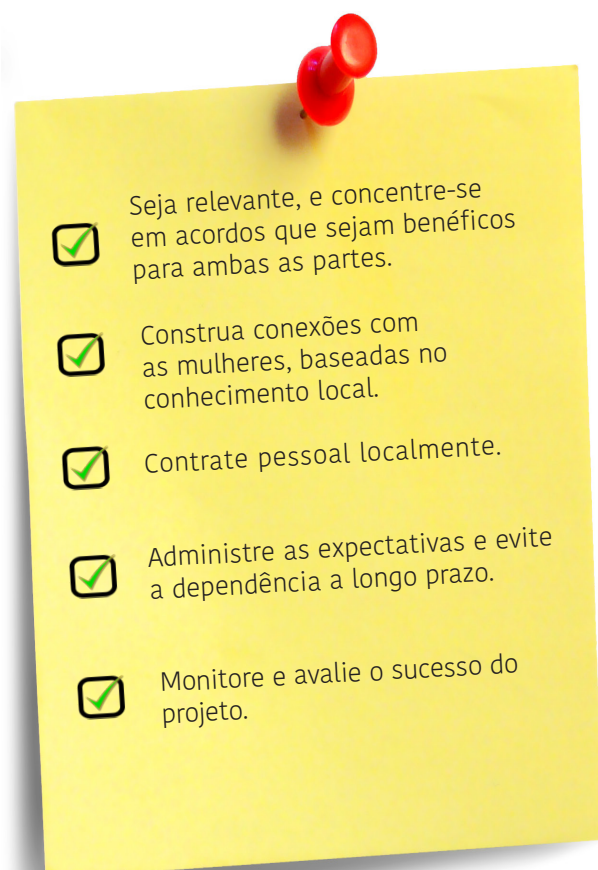 Seja relevante, e concentre-se
em acordos que sejam benéficos
para ambas as partes.
Construa conexões com
as mulheres, baseadas no
conhecimento local.
Contrate pessoal localmente.
Administre as expectativas e evite
a dependência a longo prazo.
Monitore e avalie o sucesso do
projeto.